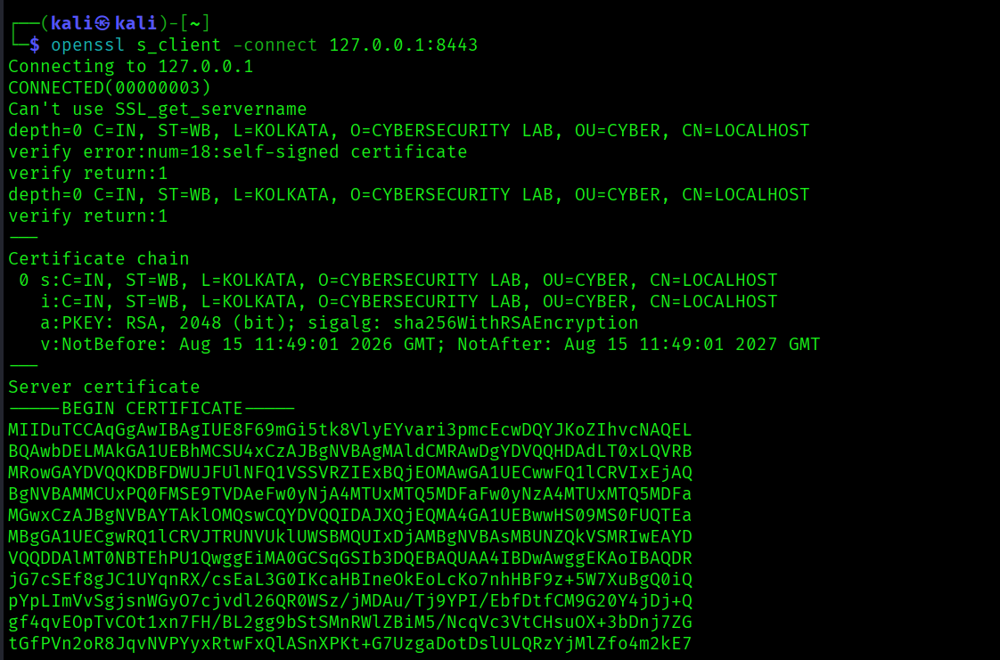 ┌──(kali㉿kali)-[~]
└─$ openssl s_client -connect 127.0.0.1:8443
Connecting to 127.0.0.1
CONNECTED(00000003)
Can't use SSL_get_servername
depth=0 C=IN, ST=WB, L=KOLKATA, O=CYBERSECURITY LAB, OU=CYBER, CN=LOCALHOST
verify error:num=18:self-signed certificate
verify return:1
depth=0 C=IN, ST=WB, L=KOLKATA, O=CYBERSECURITY LAB, OU=CYBER, CN=LOCALHOST
verify return:1
---
Certificate chain
 0 s:C=IN, ST=WB, L=KOLKATA, O=CYBERSECURITY LAB, OU=CYBER, CN=LOCALHOST
   i:C=IN, ST=WB, L=KOLKATA, O=CYBERSECURITY LAB, OU=CYBER, CN=LOCALHOST
   a:PKEY: RSA, 2048 (bit); sigalg: sha256WithRSAEncryption
   v:NotBefore: Aug 15 11:49:01 2026 GMT; NotAfter: Aug 15 11:49:01 2027 GMT
---
Server certificate
-----BEGIN CERTIFICATE-----
MIIDuTCCAqGgAwIBAgIUE8F69mGi5tk8VlyEYvari3pmcEcwDQYJKoZIhvcNAQEL
BQAwbDELMAkGA1UEBhMCSU4xCzAJBgNVBAgMAldCMRAwDgYDVQQHDAdLT0xLQVRB
MRowGAYDVQQKDBFDWUJFUlNFQ1VSSVRZIExBQjEOMAwGA1UECwwFQ1lCRVIxEjAQ
BgNVBAMMCUxPQ0FMSE9TVDAeFw0yNjA4MTUxMTQ5MDFaFw0yNzA4MTUxMTQ5MDFa
MGwxCzAJBgNVBAYTAklOMQswCQYDVQQIDAJXQjEQMA4GA1UEBwwHS09MS0FUQTEa
MBgGA1UECgwRQ1lCRVJTRUNVUklUWSBMQUIxDjAMBgNVBAsMBUNZQkVSMRIwEAYD
VQQDDAlMT0NBTEhPU1QwggEiMA0GCSqGSIb3DQEBAQUAA4IBDwAwggEKAoIBAQDR
jG7cSEf8gJC1UYqnRX/csEaL3G0IKcaHBIneOkEoLcKo7nhHBF9z+5W7XuBgQ0iQ
pYpLImVvSgjsnWGyO7cjvdl26QR0WSz/jMDAu/Tj9YPI/EbfDtfCM9G20Y4jDj+Q
gf4qvEOpTvCOt1xn7FH/BL2gg9bStSMnRWlZBiM5/NcqVc3VtCHsuOX+3bDnj7ZG
tGfPVn2oR8JqvNVPYyxRtwFxQlASnXPKt+G7UzgaDotDslULQRzYjMlZfo4m2kE7